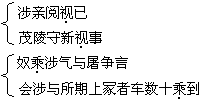 涉亲阅视已
茂陵守新视事
奴乘涉气与屠争言
会涉与所期上冢者车数十乘到